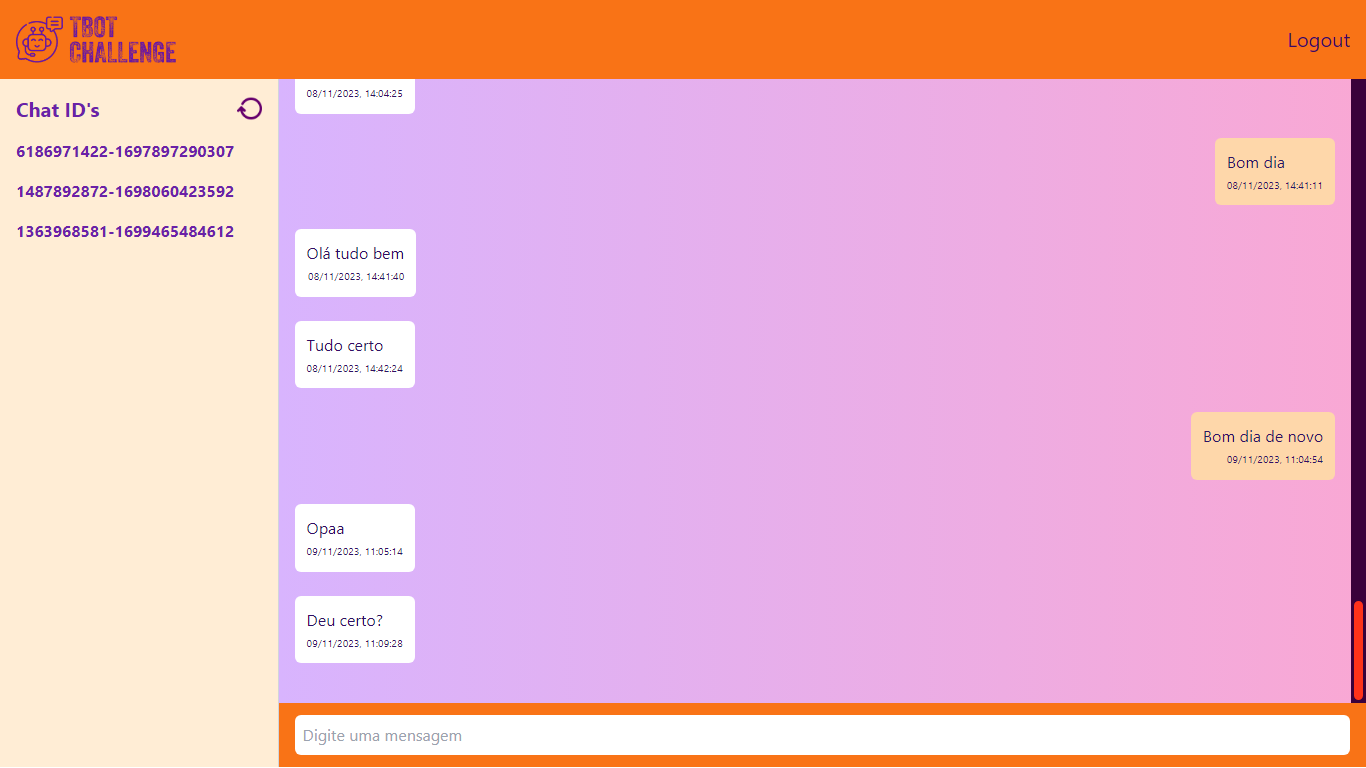 TBOT
CHALLENGE
Logout
Chat ID's
6186971422-1697897290307
1487892872-1698060423592
1363968581-1699465484612
08/11/2023, 14:04:25
Bom dia
08/11/2023, 14:41:11
Olá tudo bem
08/11/2023, 14:41:40
Tudo certo
08/11/2023, 14:42:24
Bom dia de novo
09/11/2023, 11:04:54
Opaa
09/11/2023, 11:05:14
Deu certo?
09/11/2023, 11:09:28
Digite uma mensagem